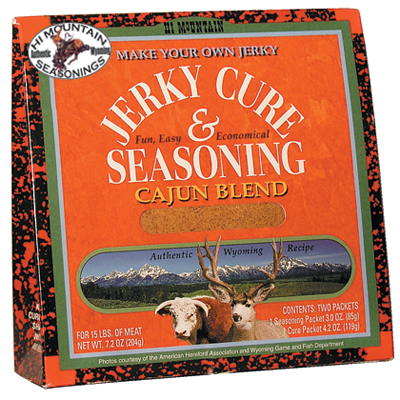 HI MOUNTAIN
Authentic Wyoming
SEASONINGS
HI MOUNTAIN
MAKE YOUR OWN JERKY
JERKY CURE
Fun, Easy & Economical
SEASONING
CAJUN BLEND
Authentic Wyoming Recipe
FOR 15 LBS. OF MEAT
NET WT. 7.2 OZ (204g)
CONTENTS: TWO PACKETS
1 Seasoning Packet 3.0 OZ. (85g)
1 Cure Packet 4.2 OZ. (119g)
Photos courtesy of the American Hereford Association and Wyoming Game and Fish Department